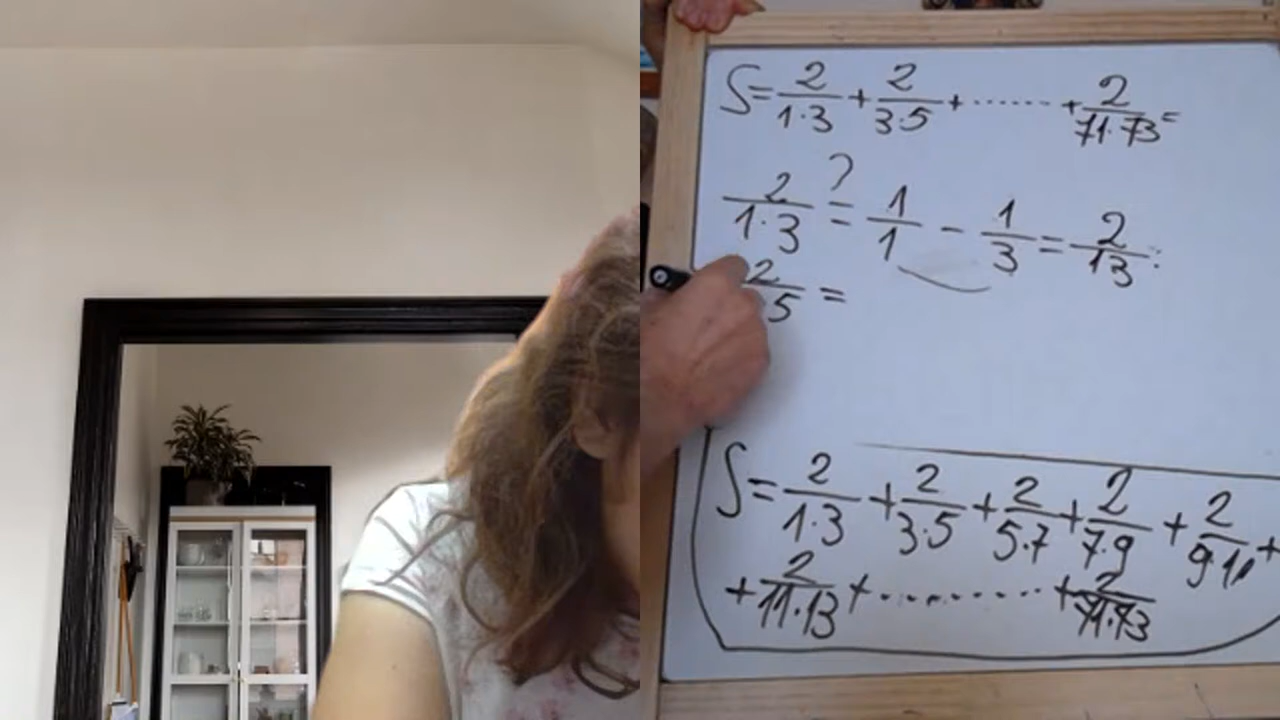 S = 2/1·3 + 2/3·5 + ...... + 2/71·73 =
2/1·3 ?= 1/1 - 1/3 = 2/13 :
2/ 5 =
S = 2/1·3 + 2/3·5 + 2/5·7 + 2/7·9 + 2/9·11 +
+ 2/11·13 + .......... + 2/71·73